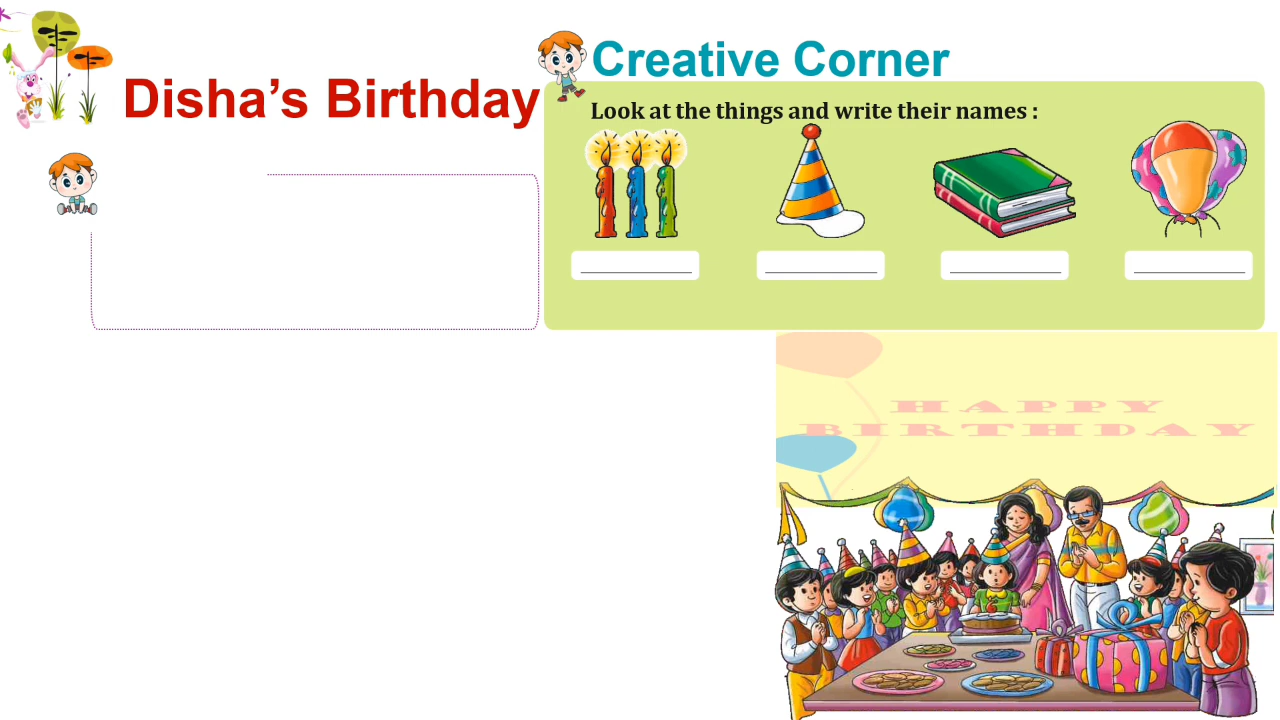 Disha’s Birthday
Creative Corner
Look at the things and write their names :
HAPPY
BIRTHDAY